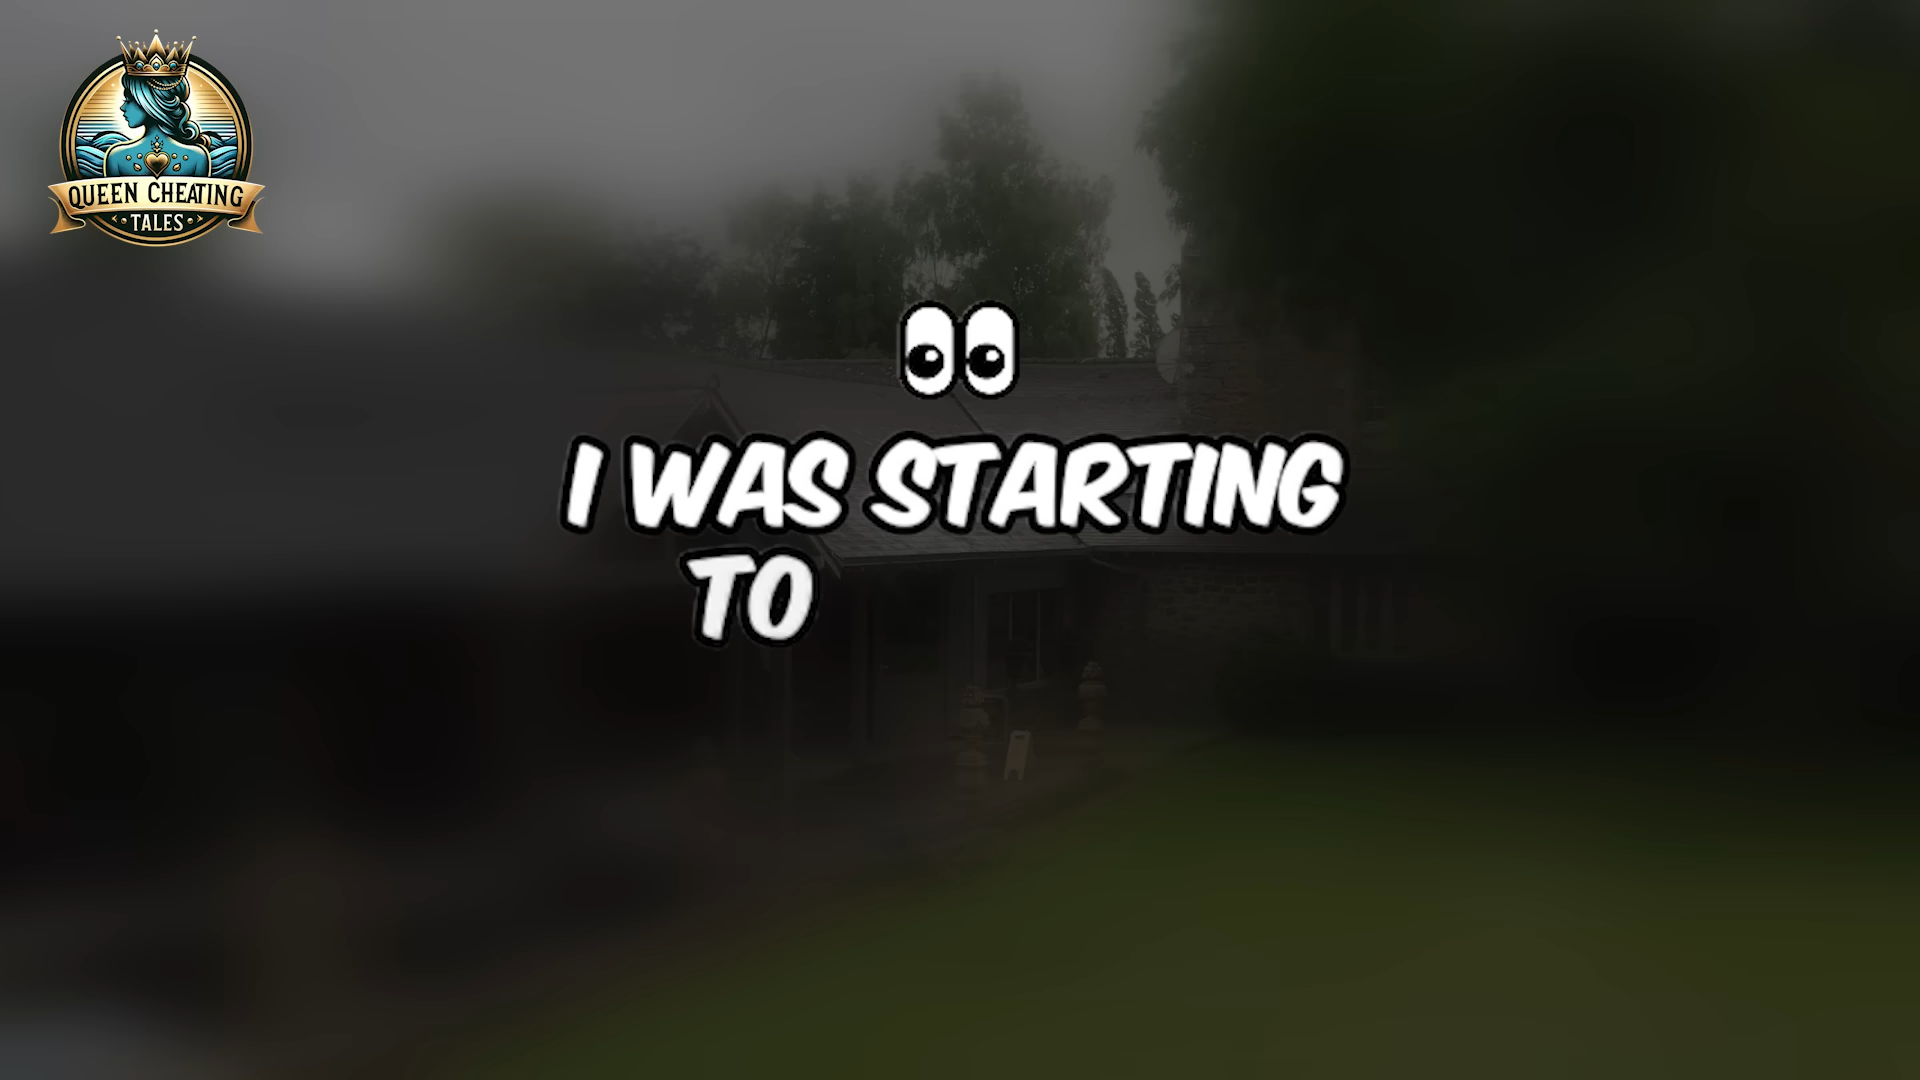 QUEEN CHEATING
TALES
👀
I WAS STARTING
TO